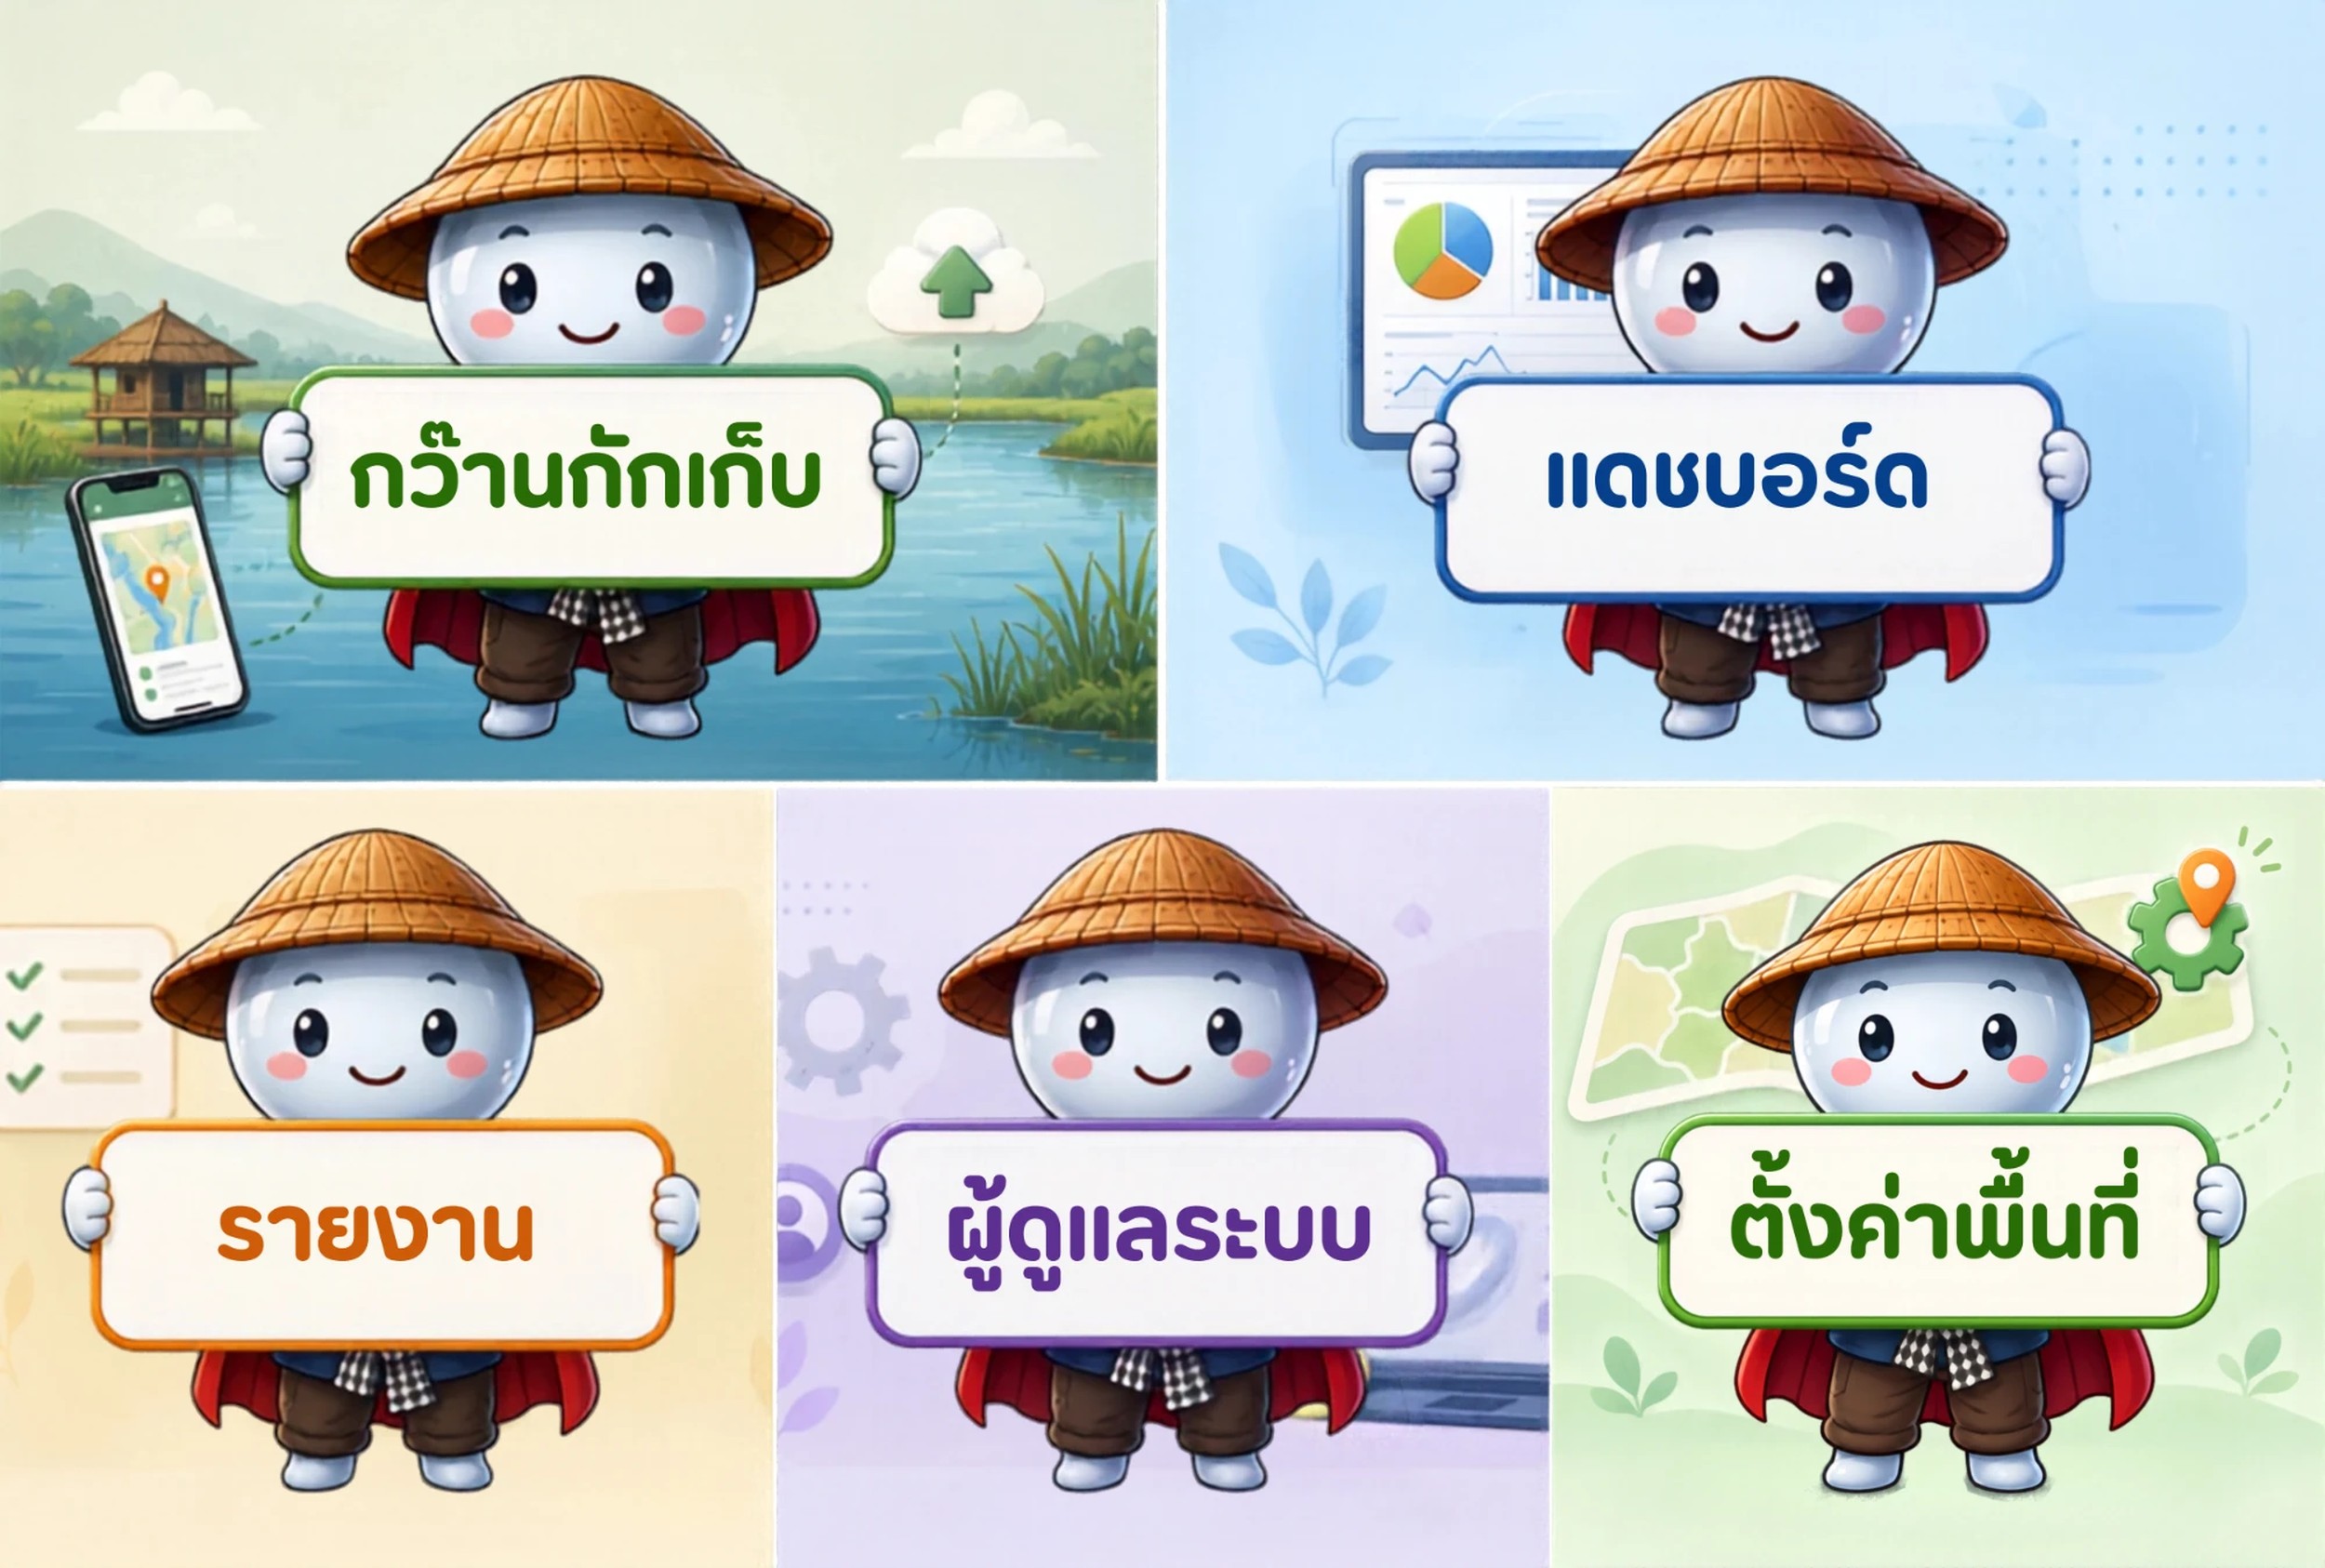 กว๊านกักเก็บ
แดชบอร์ด
รายงาน
ผู้ดูแลระบบ
ตั้งค่าพื้นที่